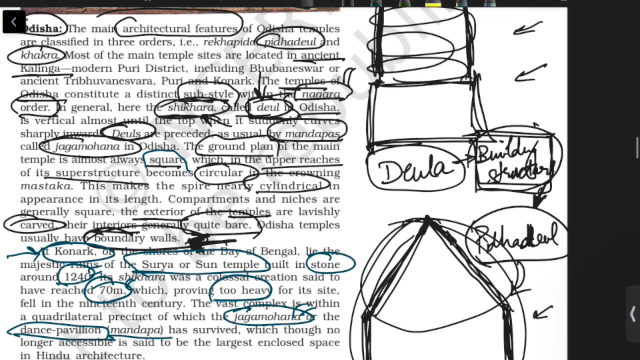 Odisha: The main architectural features of Odisha temples
are classified in three orders, i.e., rekhapida, pidhadeul and
khakra. Most of the main temple sites are located in ancient
Kalinga—modern Puri District, including Bhubaneswar or
ancient Tribhuvanesvara, Puri and Konark. The temples of
Odisha constitute a distinct sub-style within the nagara
order. In general, here the shikhara, called deul in Odisha,
is vertical almost until the top when it suddenly curves
sharply inwards. Deuls are preceded, as usual, by mandapas
called jagamohana in Odisha. The ground plan of the main
temple is almost always square, which, in the upper reaches
of its superstructure becomes circular in the crowning
mastaka. This makes the spire nearly cylindrical in
appearance in its length. Compartments and niches are
generally square, the exterior of the temples are lavishly
carved, their interiors generally quite bare. Odisha temples
usually have boundary walls.
At Konark, on the shores of the Bay of Bengal, lie the
majestic ruins of the Surya or Sun temple built in stone
around 1240. Its shikhara was a colossal creation said to
have reached 70m, which, proving too heavy for its site,
fell in the nineteenth century. The vast complex is within
a quadrilateral precinct of which the jagamohana or the
dance-pavilion (mandapa) has survived, which though no
longer accessible is said to be the largest enclosed space
in Hindu architecture.
Deula
Pidhadeul